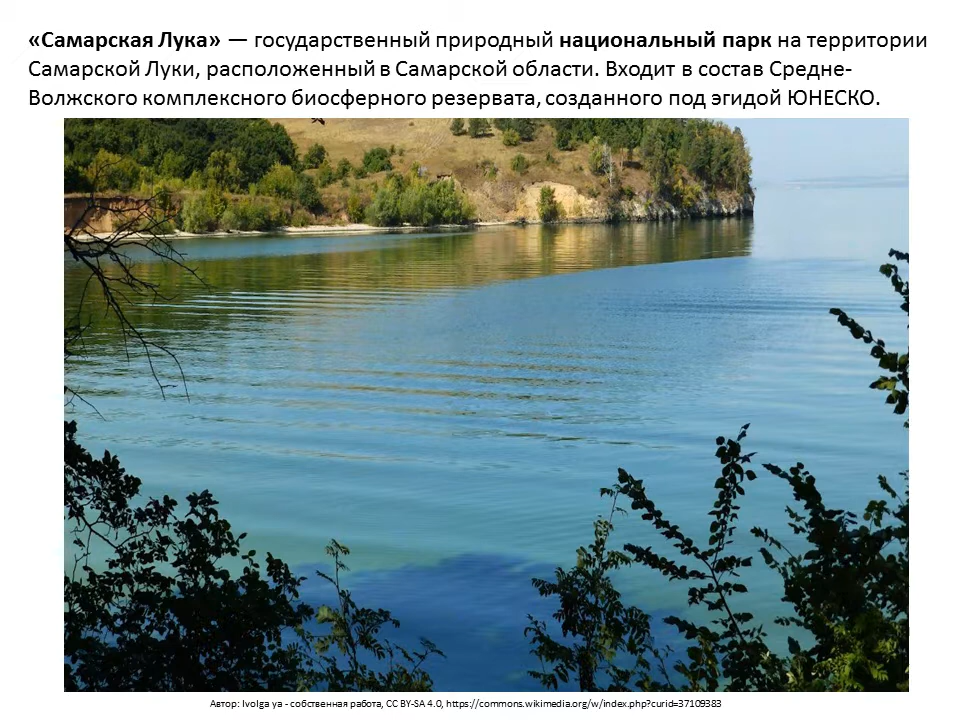 «Самарская Лука» — государственный природный национальный парк на территории
Самарской Луки, расположенный в Самарской области. Входит в состав Средне-
Волжского комплексного биосферного резервата, созданного под эгидой ЮНЕСКО.
Автор: Ivolga ya - собственная работа, CC BY-SA 4.0, https://commons.wikimedia.org/w/index.php?curid=37109383